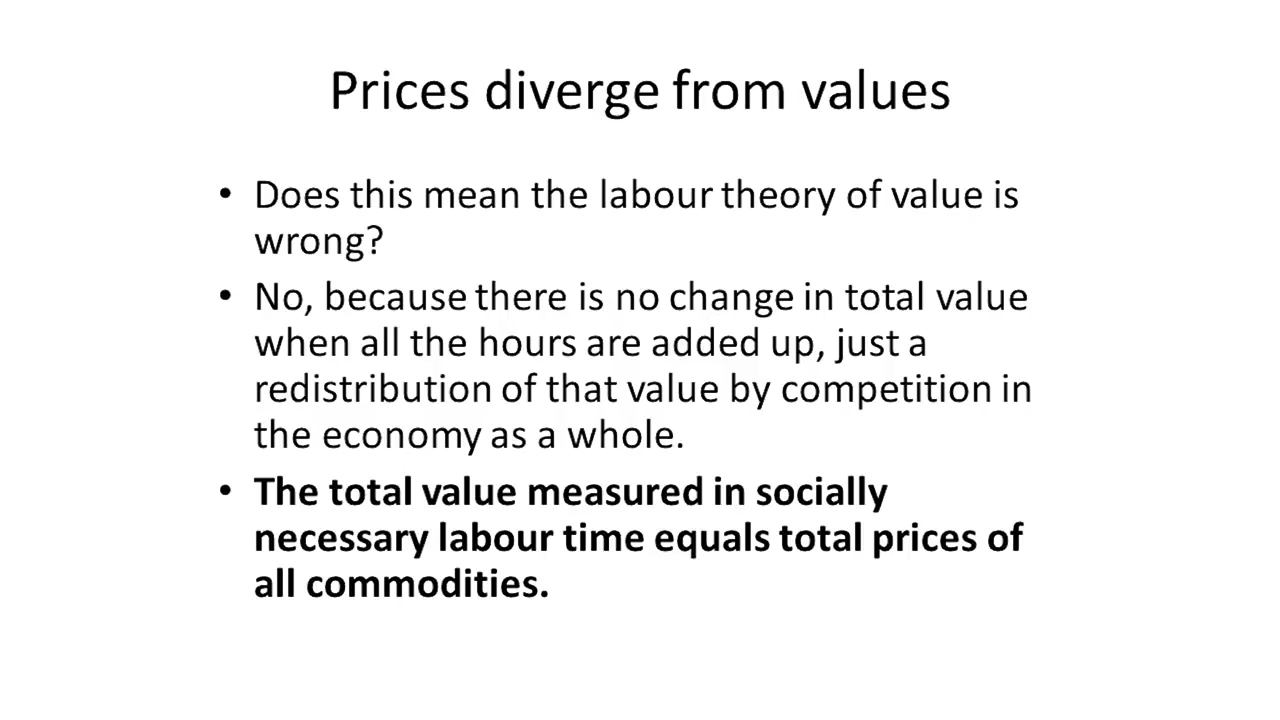 Prices diverge from values
• Does this mean the labour theory of value is
wrong?
• No, because there is no change in total value
when all the hours are added up, just a
redistribution of that value by competition in
the economy as a whole.
• The total value measured in socially
necessary labour time equals total prices of
all commodities.